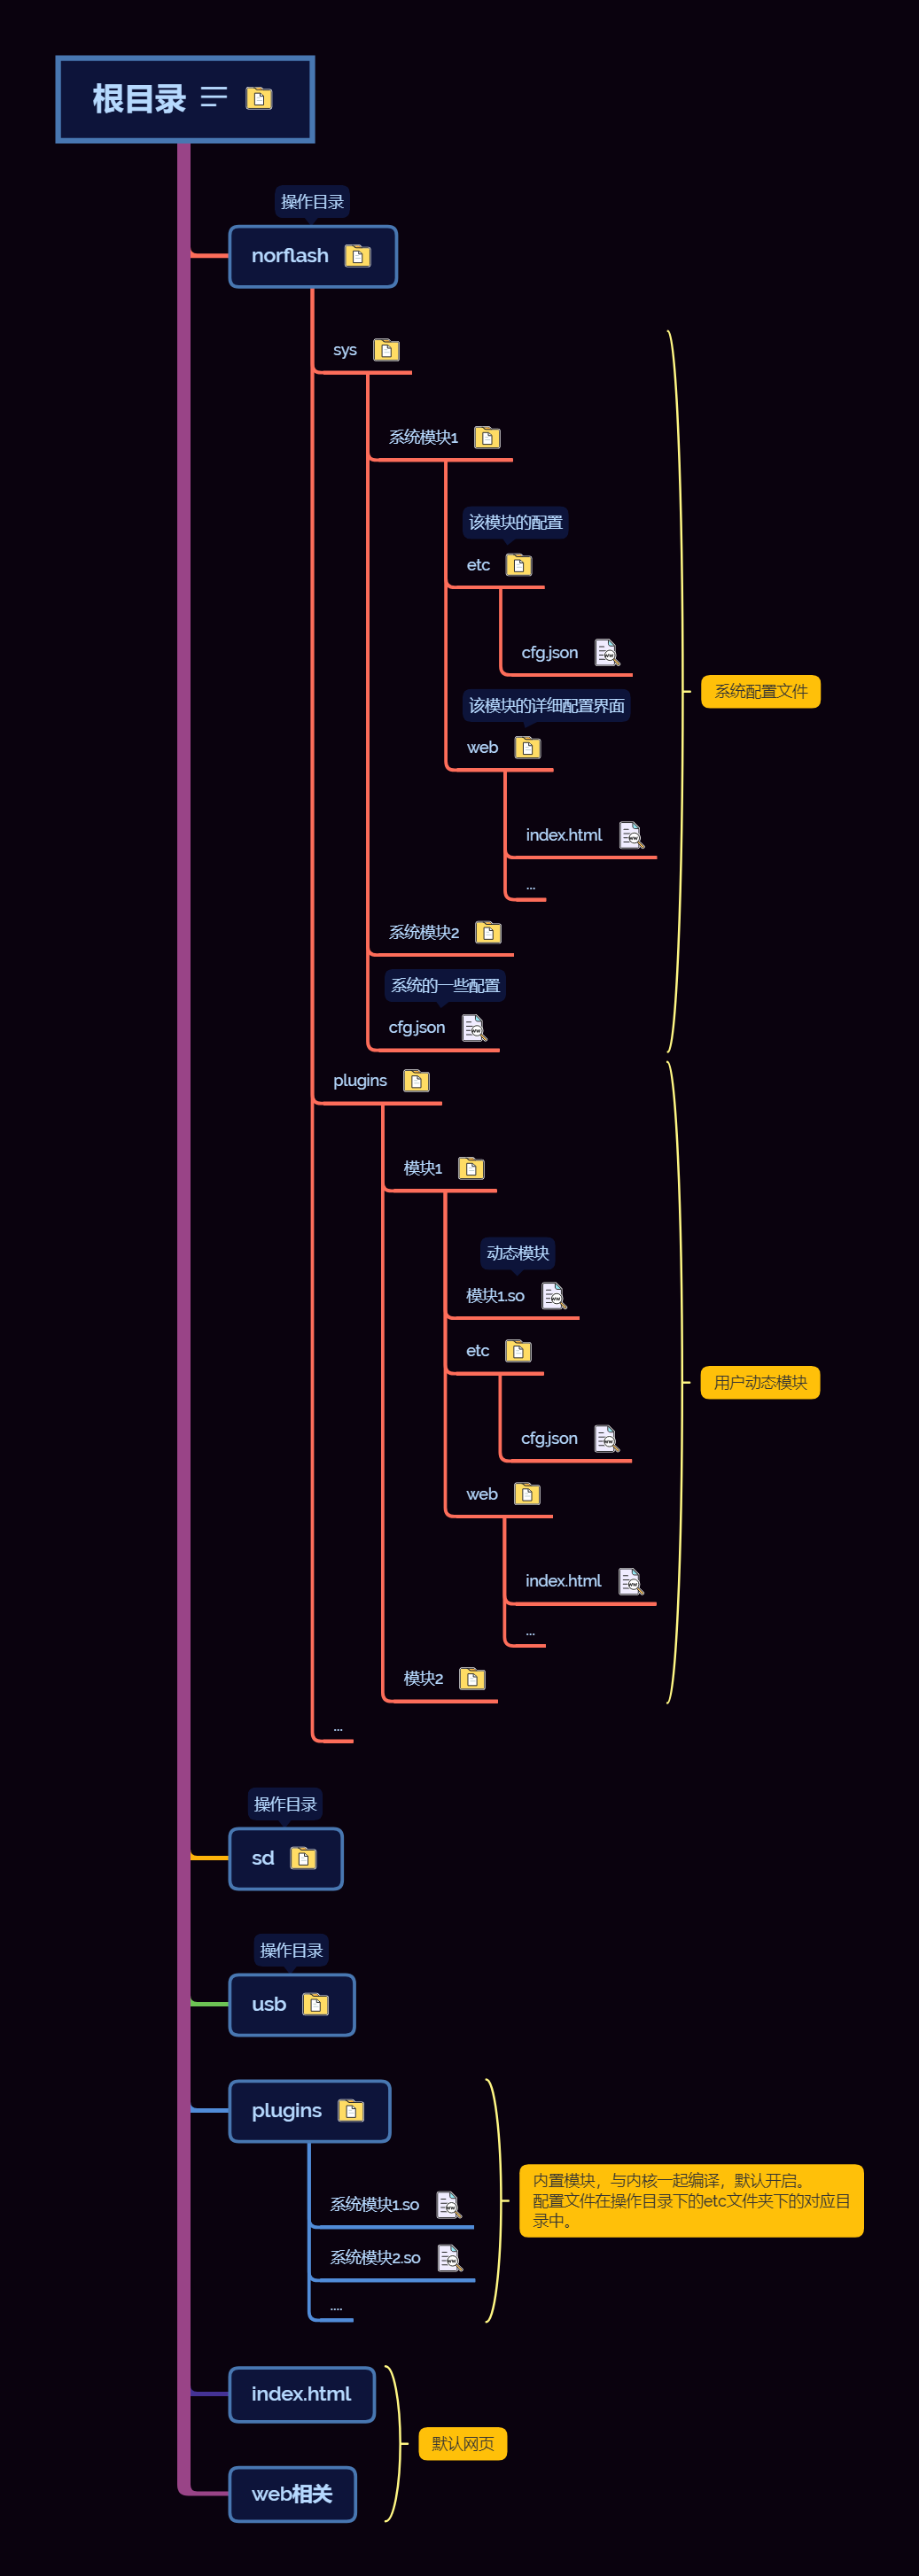 根目录
操作目录
norflash
sys
系统模块1
该模块的配置
etc
cfg.json
系统配置文件
该模块的详细配置界面
web
index.html
...
系统模块2
系统的一些配置
cfg.json
plugins
模块1
动态模块
模块1.so
etc
用户动态模块
cfg.json
web
index.html
...
模块2
...
操作目录
sd
操作目录
usb
plugins
内置模块，与内核一起编译，默认开启。
配置文件在操作目录下的etc文件夹下的对应目
录中。
系统模块1.so
系统模块2.so
....
index.html
默认网页
web相关